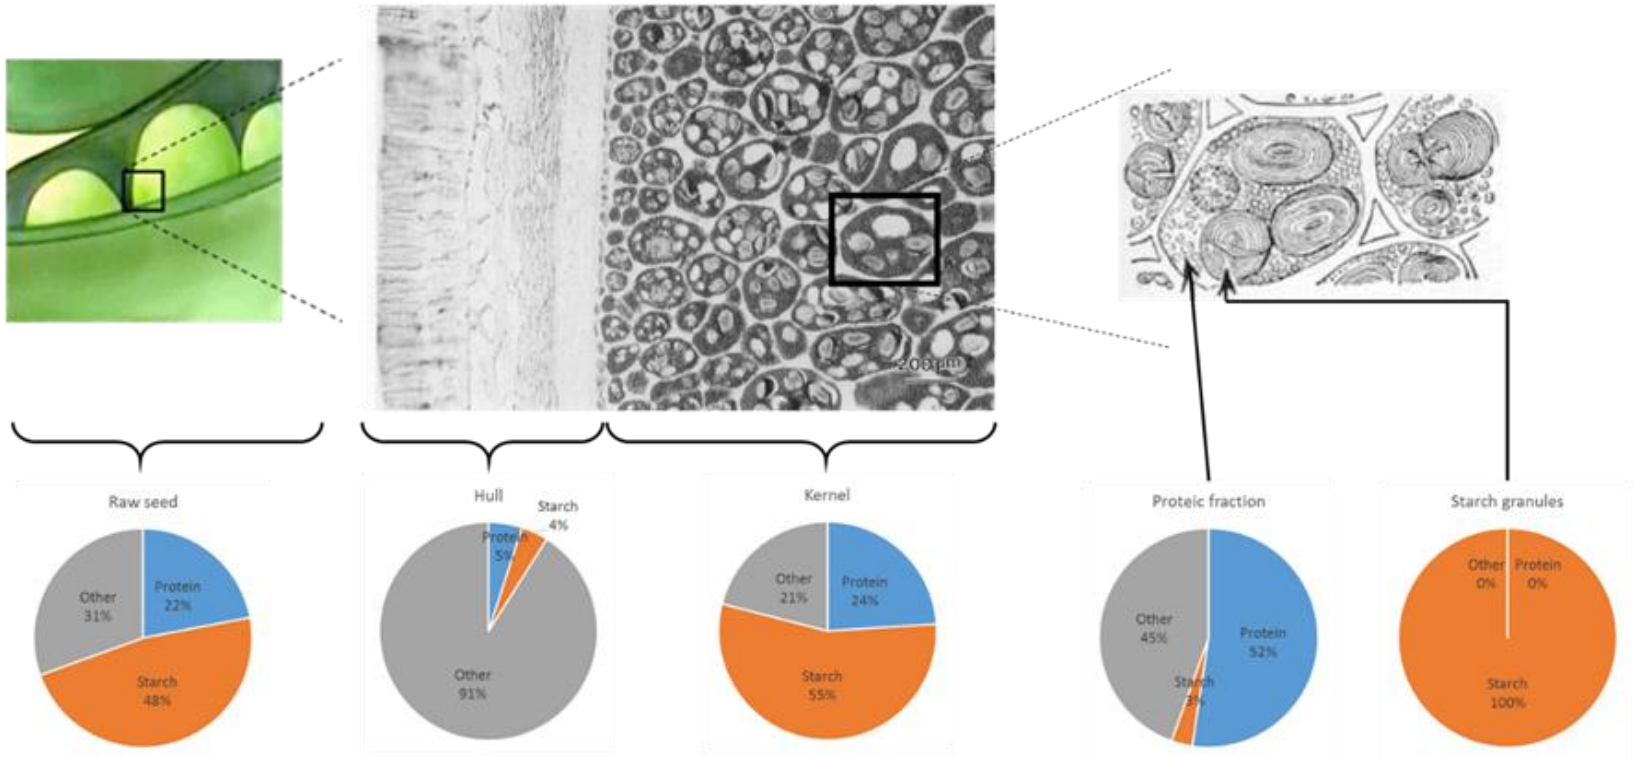 200 µm
Raw seed
Protein
22%
Starch
48%
Other
31%
Hull
Protein
5%
Starch
4%
Other
91%
Kernel
Protein
24%
Starch
55%
Other
21%
Proteic fraction
Protein
52%
Starch
3%
Other
45%
Starch granules
Other
0%
Protein
0%
Starch
100%